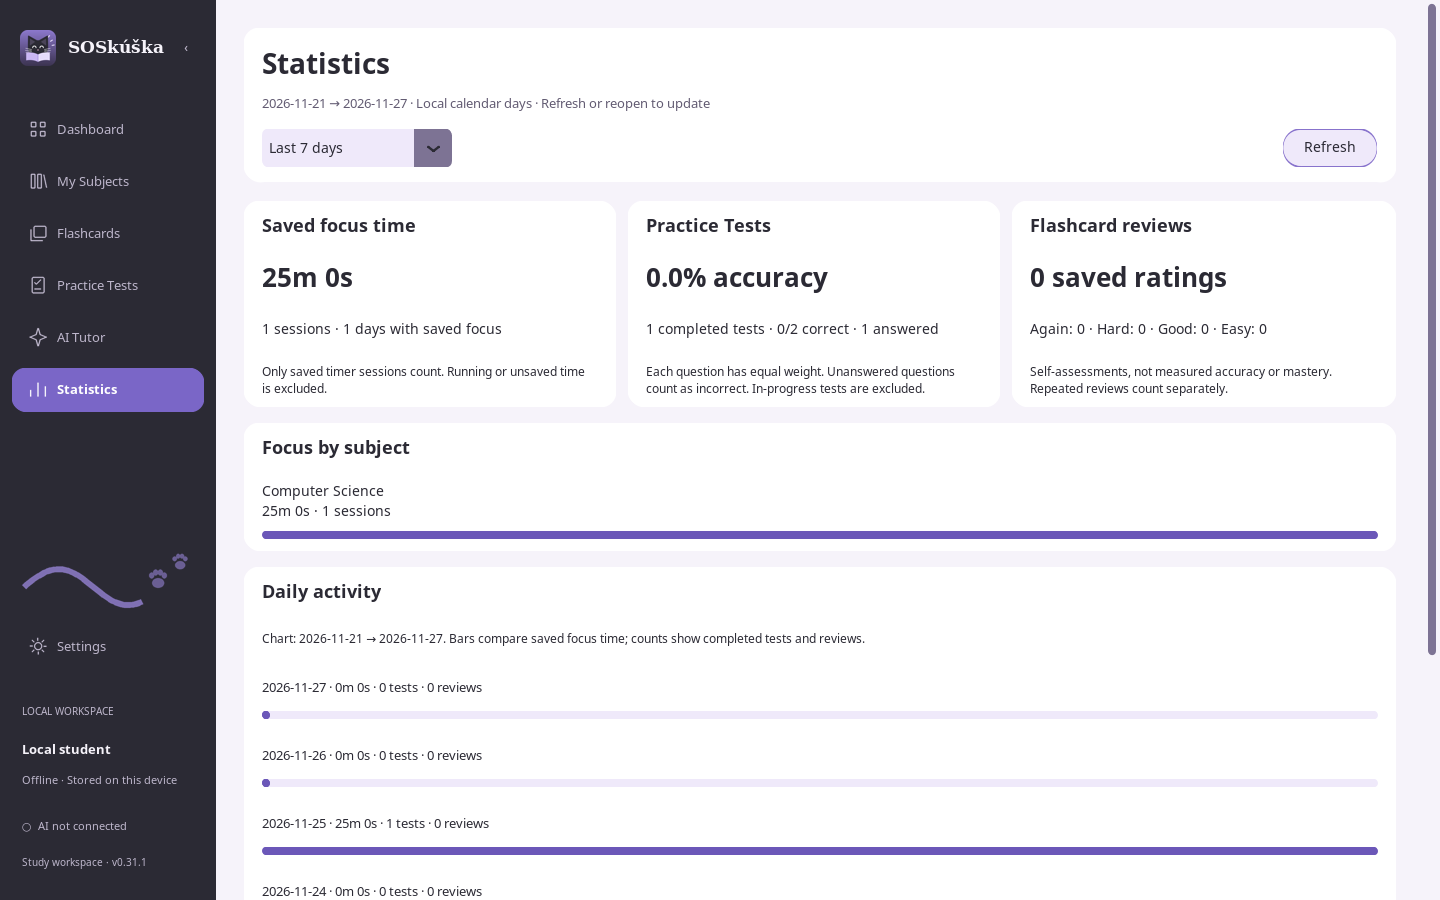 SOSkúška
Dashboard
My Subjects
Flashcards
Practice Tests
AI Tutor
Statistics
Settings
LOCAL WORKSPACE
Local student
Offline · Stored on this device
AI not connected
Study workspace · v0.31.1
Statistics
2026-11-21 → 2026-11-27 · Local calendar days · Refresh or reopen to update
Last 7 days
Refresh
Saved focus time
25m 0s
1 sessions · 1 days with saved focus
Only saved timer sessions count. Running or unsaved time
is excluded.
Practice Tests
0.0% accuracy
1 completed tests · 0/2 correct · 1 answered
Each question has equal weight. Unanswered questions
count as incorrect. In-progress tests are excluded.
Flashcard reviews
0 saved ratings
Again: 0 · Hard: 0 · Good: 0 · Easy: 0
Self-assessments, not measured accuracy or mastery.
Repeated reviews count separately.
Focus by subject
Computer Science
25m 0s · 1 sessions
Daily activity
Chart: 2026-11-21 → 2026-11-27. Bars compare saved focus time; counts show completed tests and reviews.
2026-11-27 · 0m 0s · 0 tests · 0 reviews
2026-11-26 · 0m 0s · 0 tests · 0 reviews
2026-11-25 · 25m 0s · 1 tests · 0 reviews
2026-11-24 · 0m 0s · 0 tests · 0 reviews